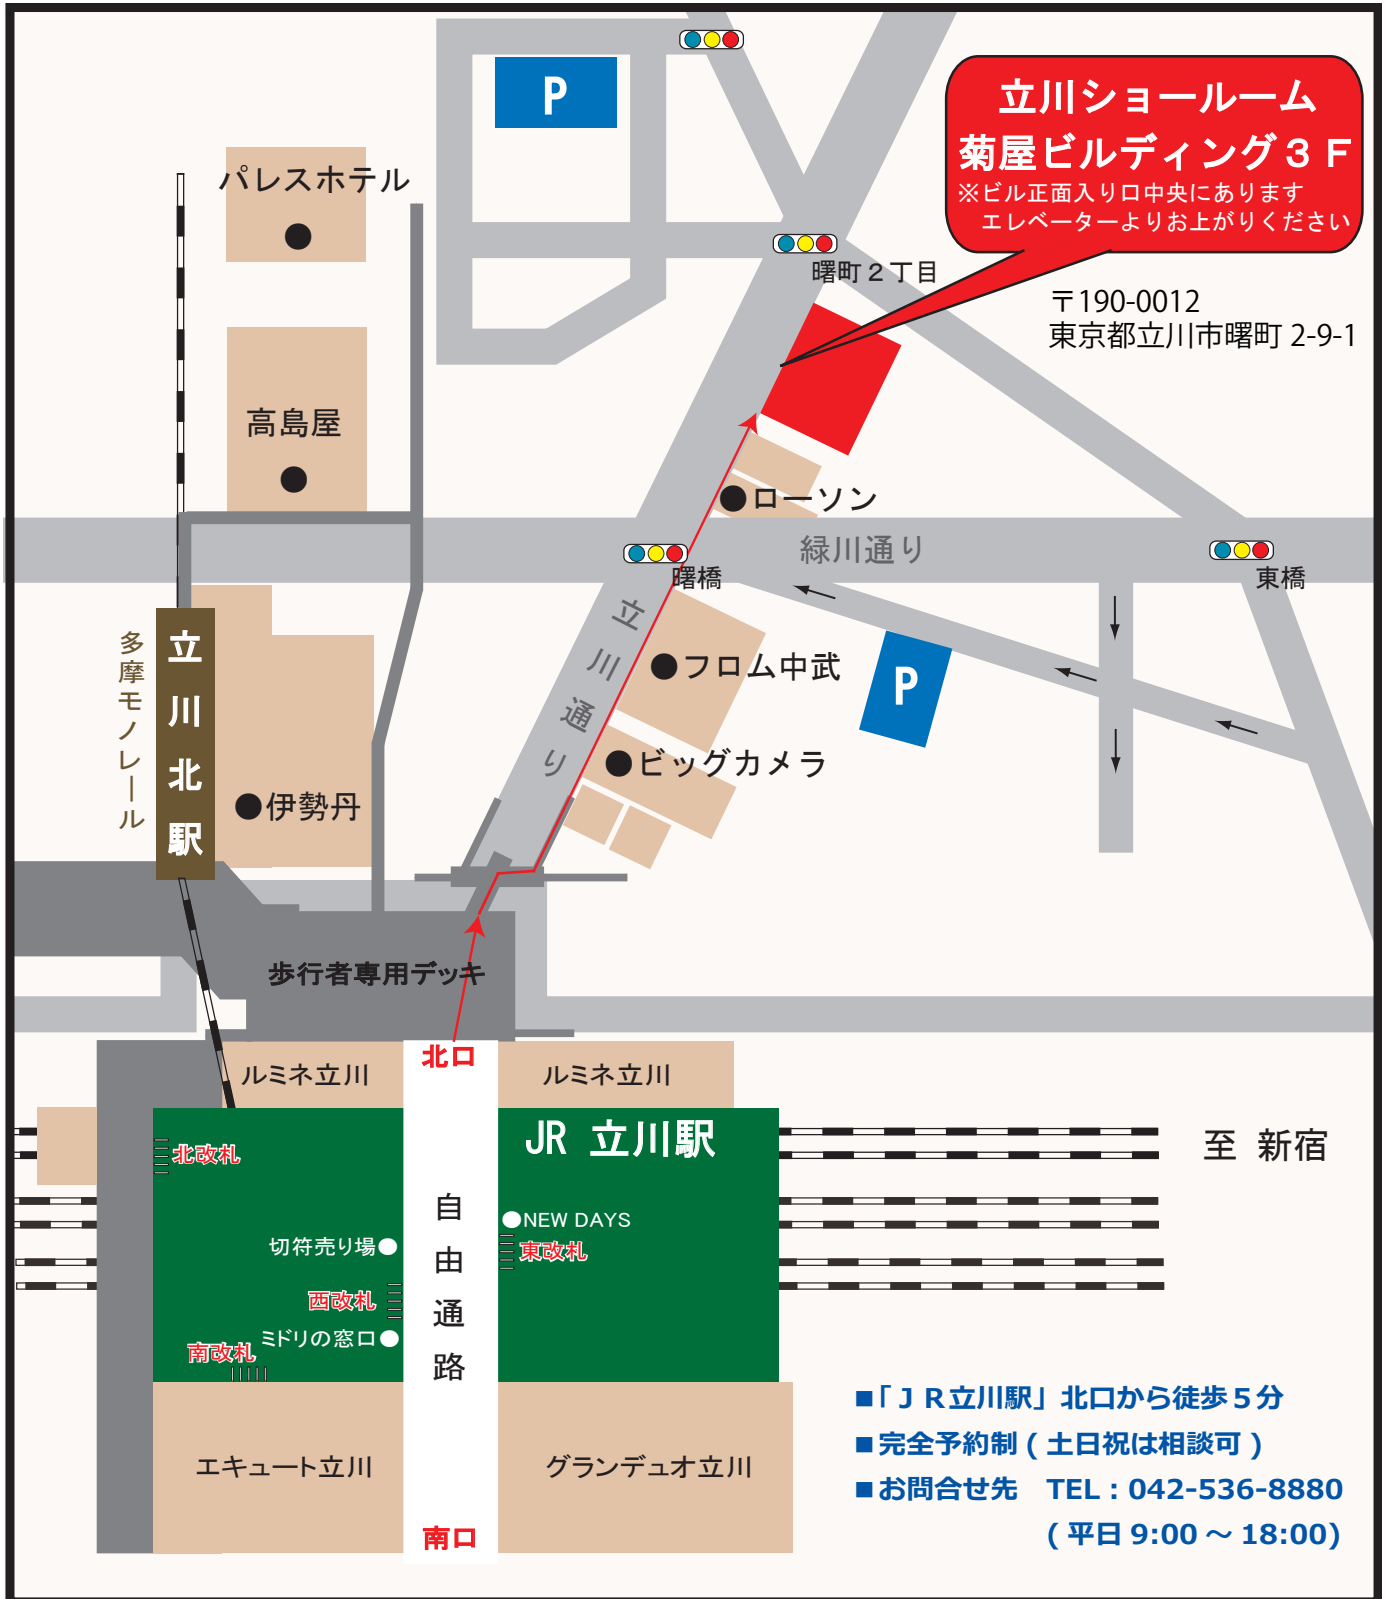 P
立川ショールーム
菊屋ビルディング３Ｆ
※ビル正面入り口中央にあります
エレベーターよりお上がりください
パレスホテル
曙町２丁目
〒190-0012
東京都立川市曙町 2-9-1
高島屋
ローソン
緑川通り
曙橋
東橋
立川通り
多摩モノレール
立川北駅
フロム中武
P
ビッグカメラ
伊勢丹
歩行者専用デッキ
北口
ルミネ立川
ルミネ立川
JR 立川駅
至 新宿
北改札
自由通路
NEW DAYS
切符売り場
東改札
西改札
ミドリの窓口
南改札
エキュート立川
グランデュオ立川
南口
■「ＪＲ立川駅」北口から徒歩５分
■完全予約制 ( 土日祝は相談可 )
■お問合せ先　TEL : 042-536-8880
( 平日 9:00 ～ 18:00)